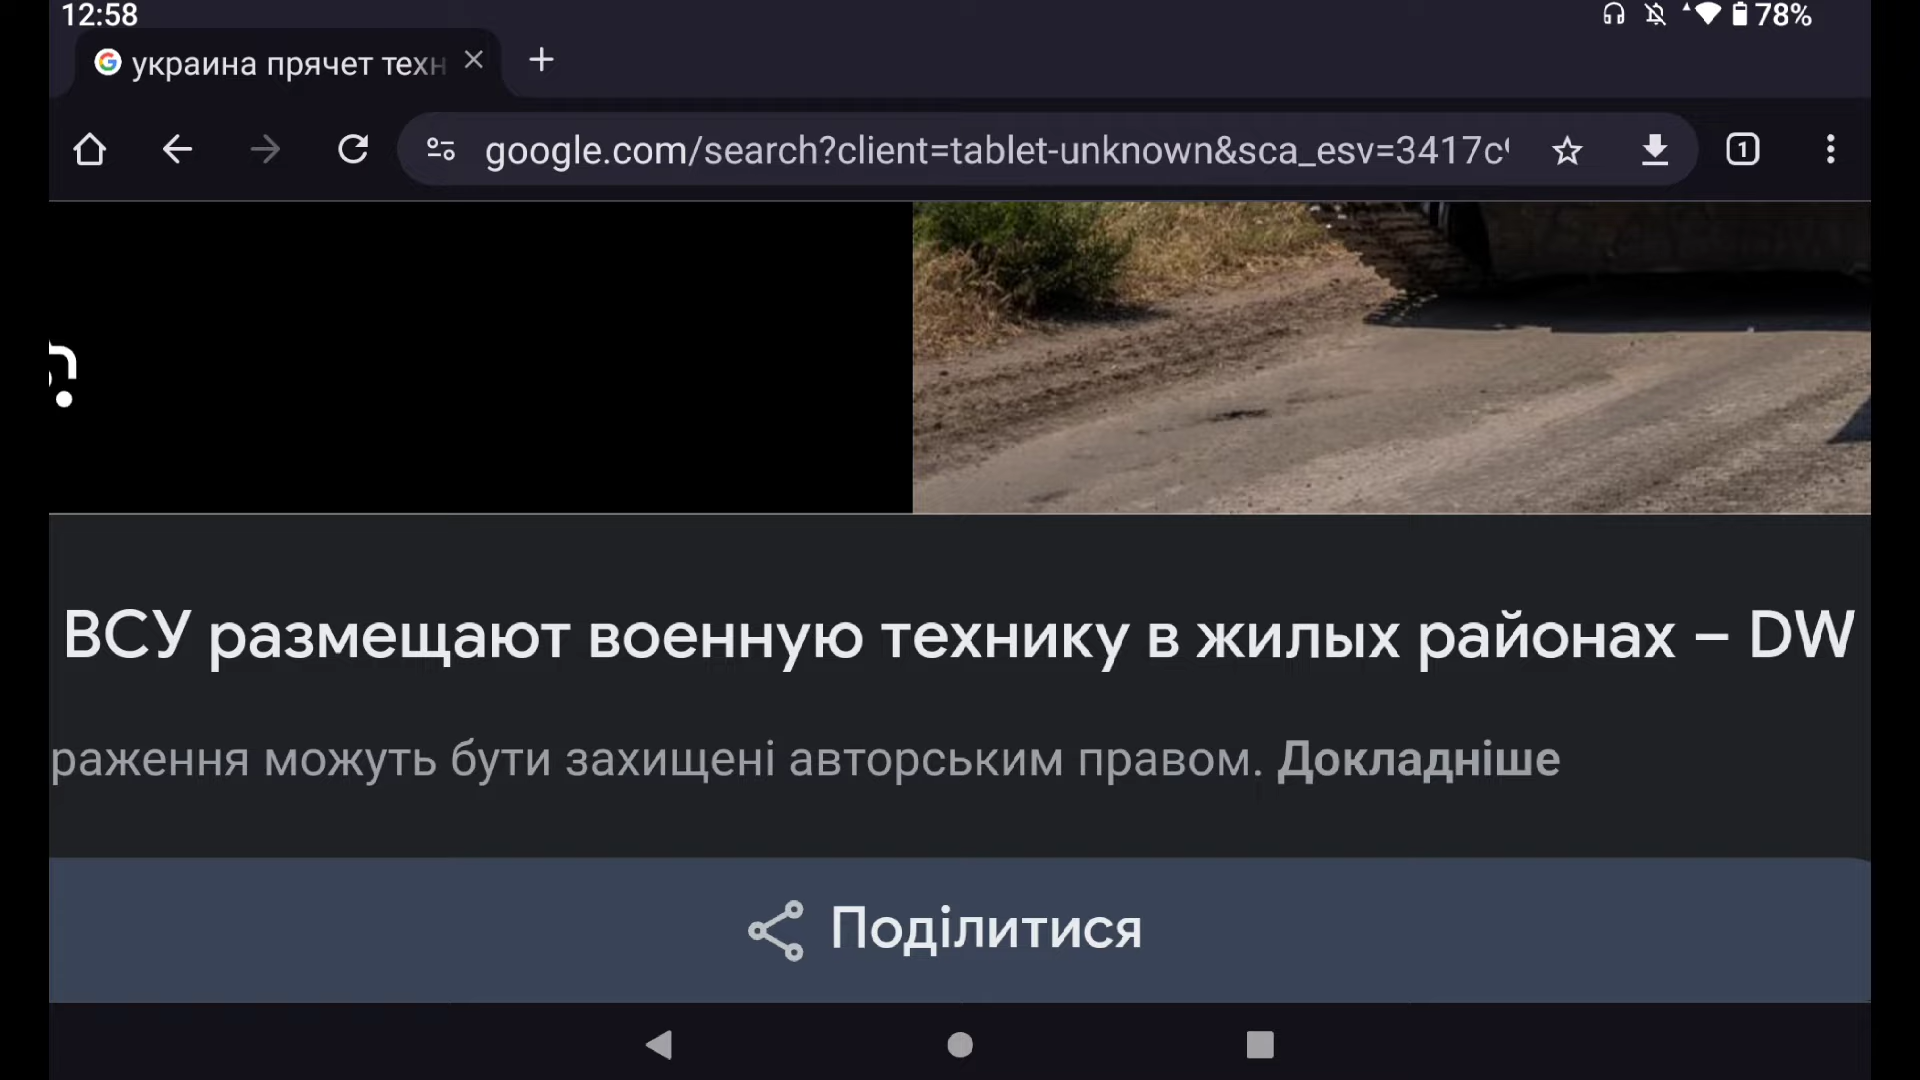 12:58
78%
украина прячет техн
google.com/search?client=tablet-unknown&sca_esv=3417c
1
ВСУ размещают военную технику в жилых районах – DW
раження можуть бути захищені авторським правом. Докладніше
Поділитися